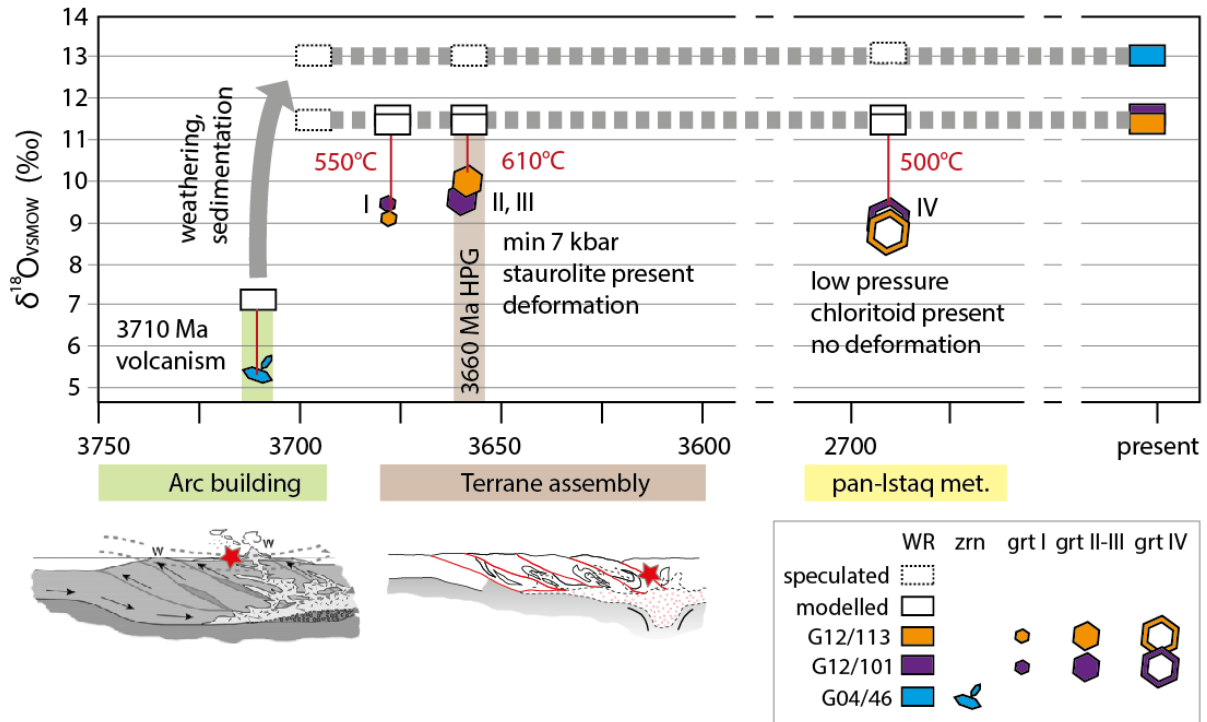 14
13
12
11
10
9
8
7
6
5
δ18OVSMOW (‰)
weathering,
sedimentation
550°C
610°C
500°C
I
II, III
IV
min 7 kbar
staurolite present
deformation
low pressure
chloritoid present
no deformation
3710 Ma
volcanism
3660 Ma HPG
3750
3700
3650
3600
2700
present
Arc building
Terrane assembly
pan-Istaq met.
W
W
WR zrn grt I grt II-III grt IV
speculated
modelled
G12/113
G12/101
G04/46